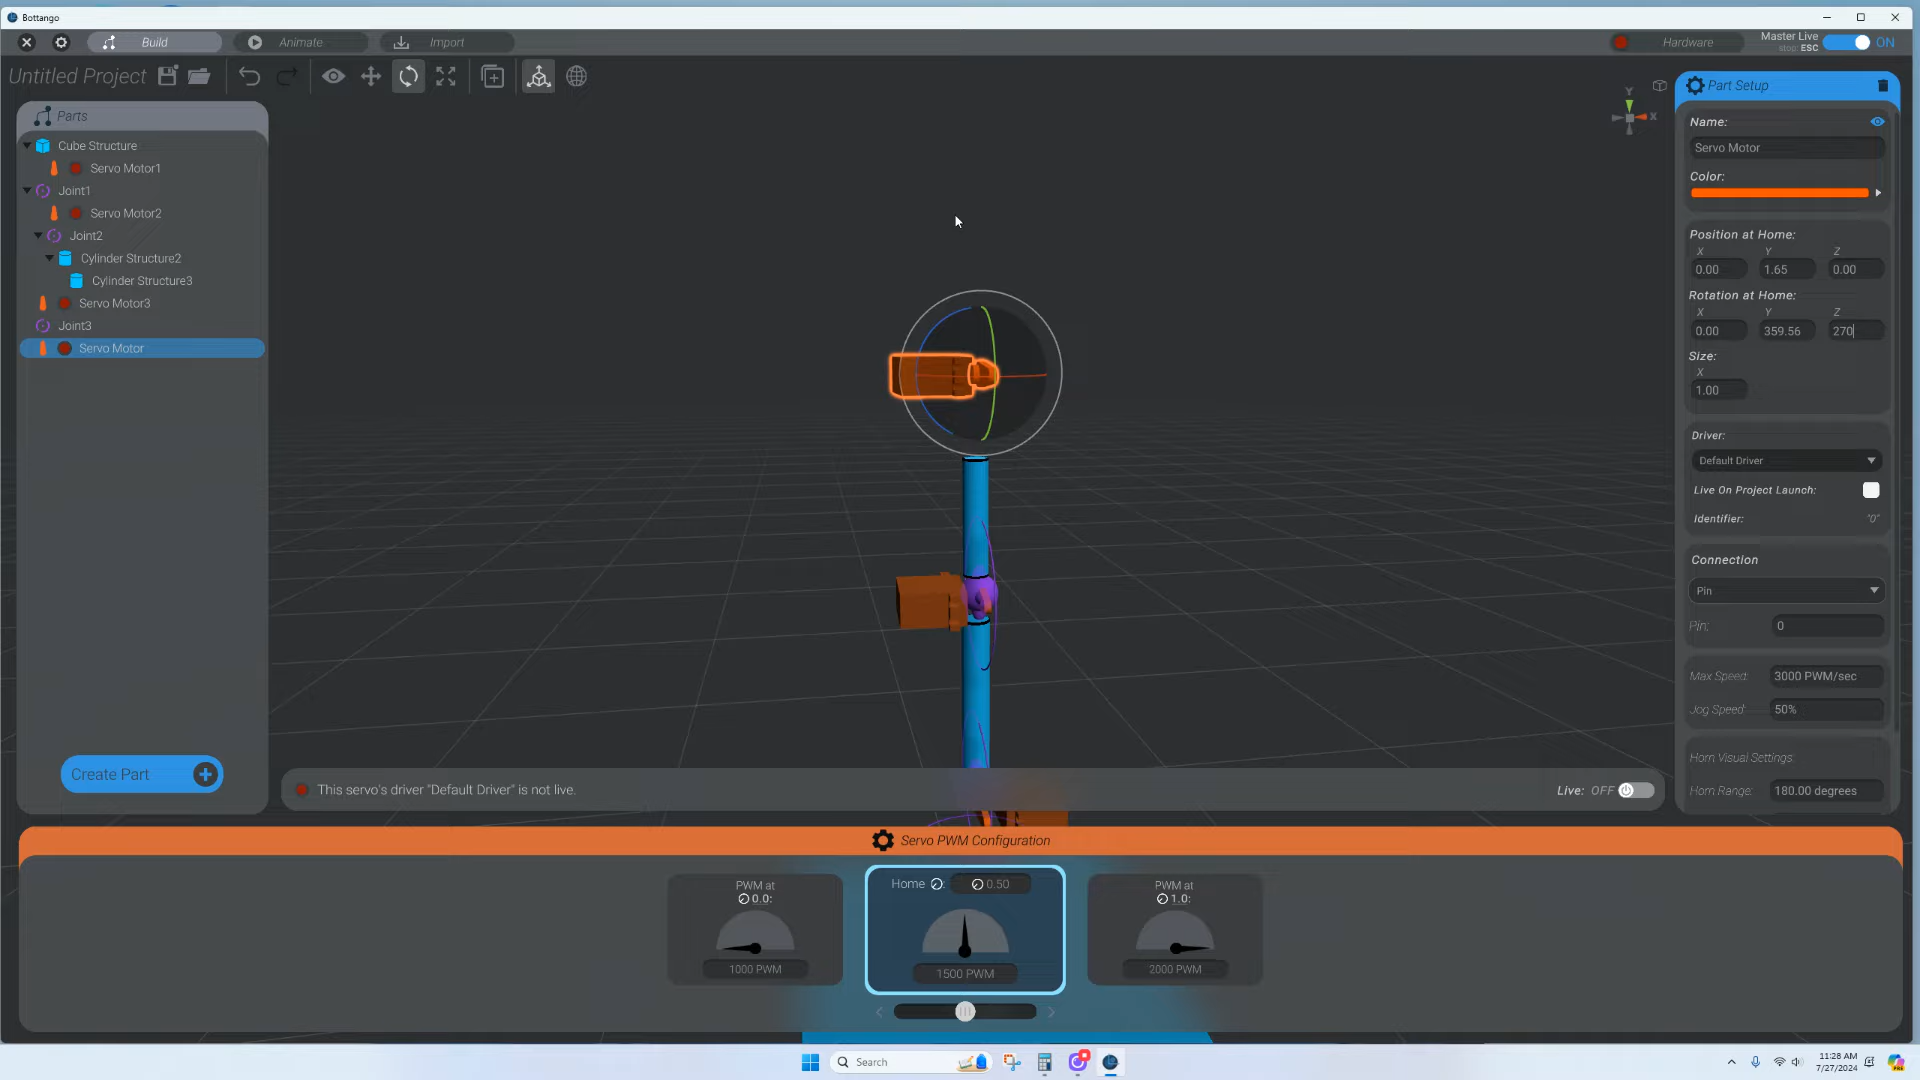 Bottango
Build
Animate
Import
Hardware
Master Live
stop: ESC
ON
Untitled Project
Parts
Cube Structure
Servo Motor1
Joint1
Servo Motor2
Joint2
Cylinder Structure2
Cylinder Structure3
Servo Motor3
Joint3
Servo Motor
Create Part
Y
X
Part Setup
Name:
Servo Motor
Color:
Position at Home:
X Y Z
0.00 1.65 0.00
Rotation at Home:
X Y Z
0.00 359.56 270
Size:
X
1.00
Driver:
Default Driver
Live On Project Launch:
Identifier: "0"
Connection
Pin
Pin: 0
Max Speed: 3000 PWM/sec
Jog Speed: 50%
Horn Visual Settings:
Horn Range: 180.00 degrees
This servo's driver "Default Driver" is not live.
Live: OFF
Servo PWM Configuration
PWM at
0.0:
1000 PWM
Home : 0.50
1500 PWM
PWM at
1.0:
2000 PWM
Search
11:28 AM
7/27/2024